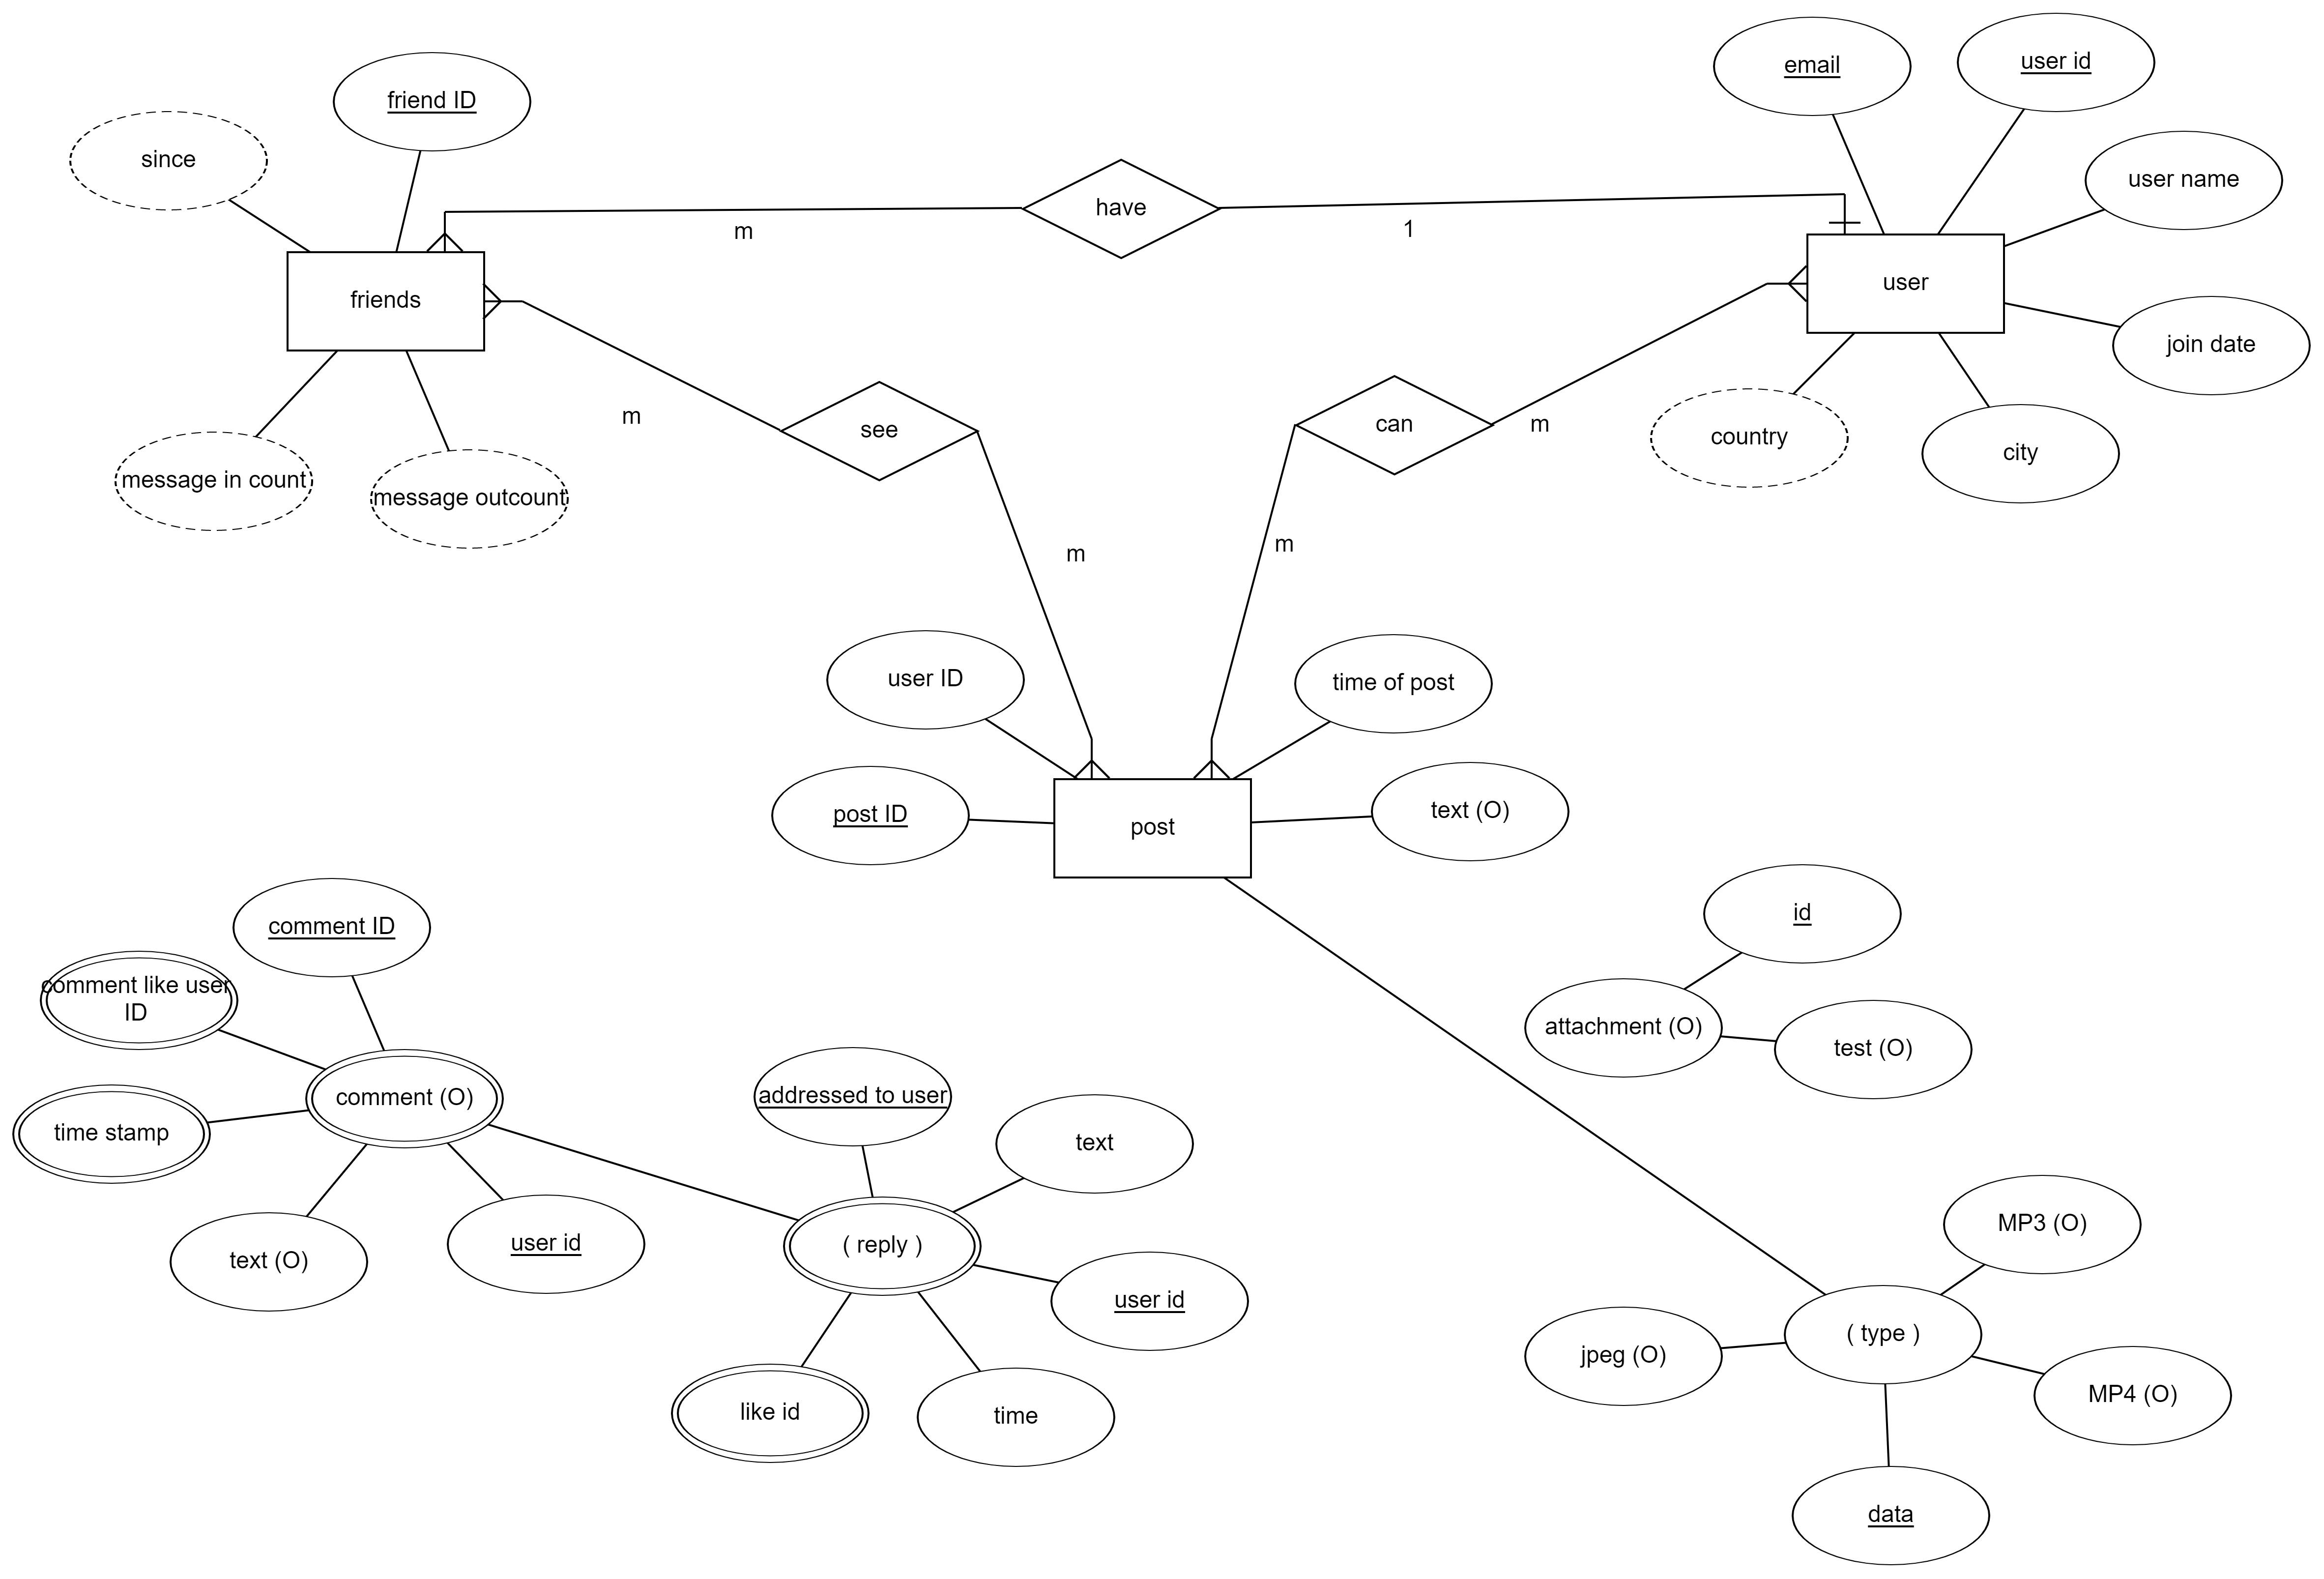 email
user id
friend ID
since
user name
have
m
1
user
friends
join date
m
see
can
m
country
city
message in count
message outcount
m
m
user ID
time of post
post ID
post
text (O)
id
comment ID
comment like user
ID
attachment (O)
test (O)
comment (O)
addressed to user
time stamp
text
text (O)
user id
( reply )
user id
MP3 (O)
( type )
jpeg (O)
like id
time
MP4 (O)
data